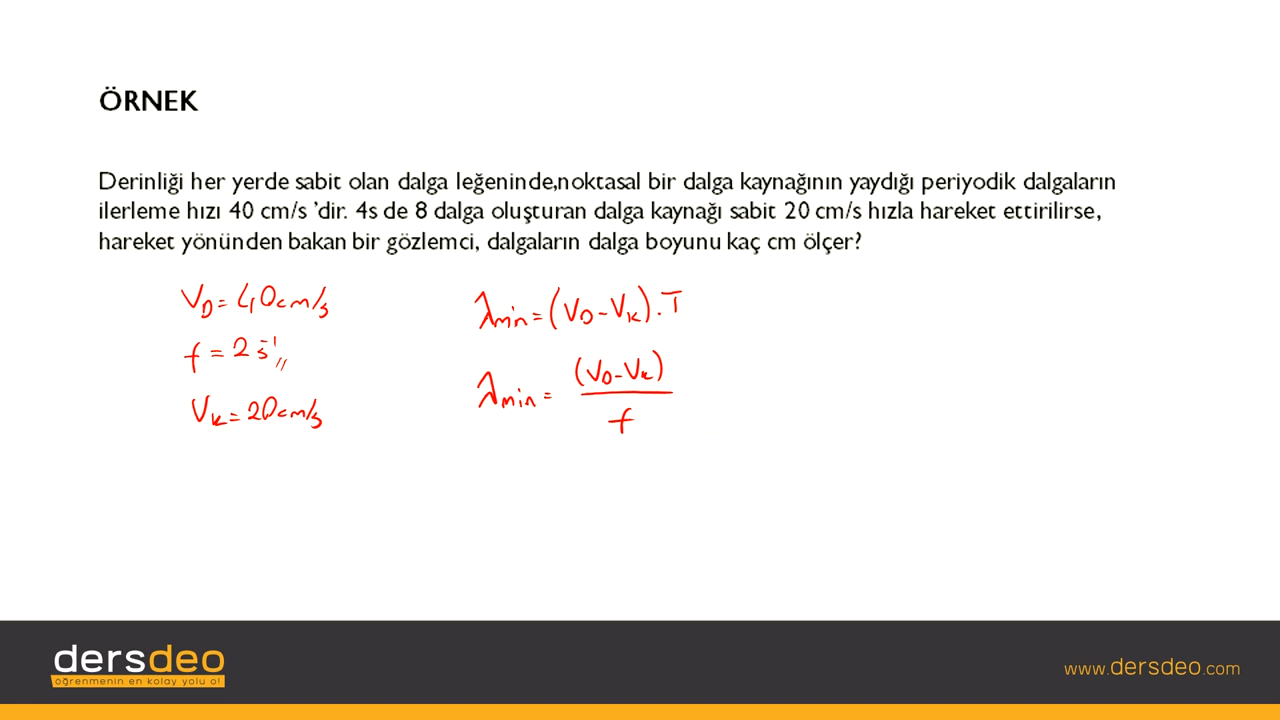 ÖRNEK
Derinliği her yerde sabit olan dalga leğeninde,noktasal bir dalga kaynağının yaydığı periyodik dalgaların
ilerleme hızı 40 cm/s ’dir. 4s de 8 dalga oluşturan dalga kaynağı sabit 20 cm/s hızla hareket ettirilirse,
hareket yönünden bakan bir gözlemci, dalgaların dalga boyunu kaç cm ölçer?
V_D = 40 cm/s
f = 2 s⁻¹ //
V_K = 20 cm/s
λmin = (V_D - V_K) . T
λmin = (V_D - V_K) / f
dersdeo
öğrenmenin en kolay yolu o!
www.dersdeo.com